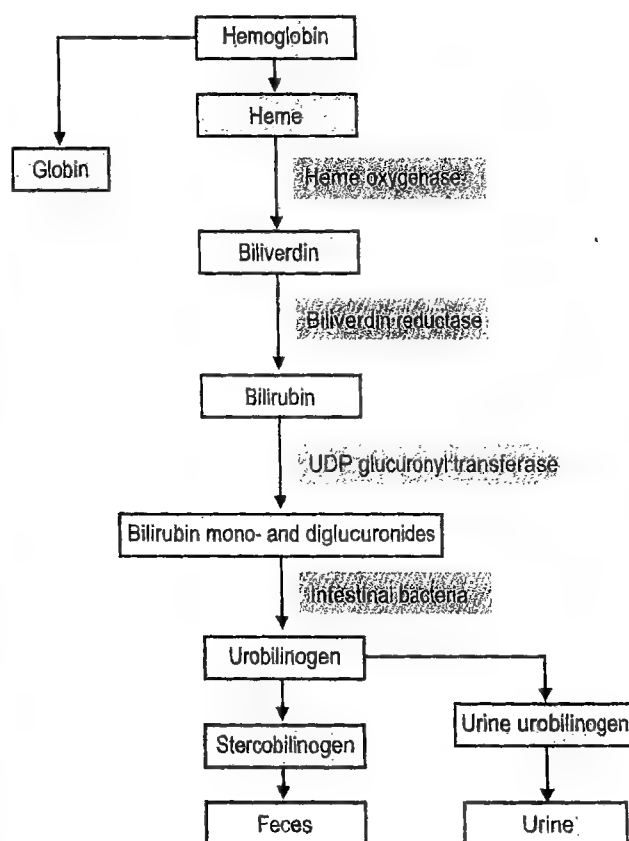 Hemoglobin
Heme
Globin
Heme oxygenase
Biliverdin
Biliverdin reductase
Bilirubin
UDP glucuronyl transferase
Bilirubin mono- and diglucuronides
Intestinal bacteria
Urobilinogen
Urine urobilinogen
Stercobilinogen
Feces
Urine